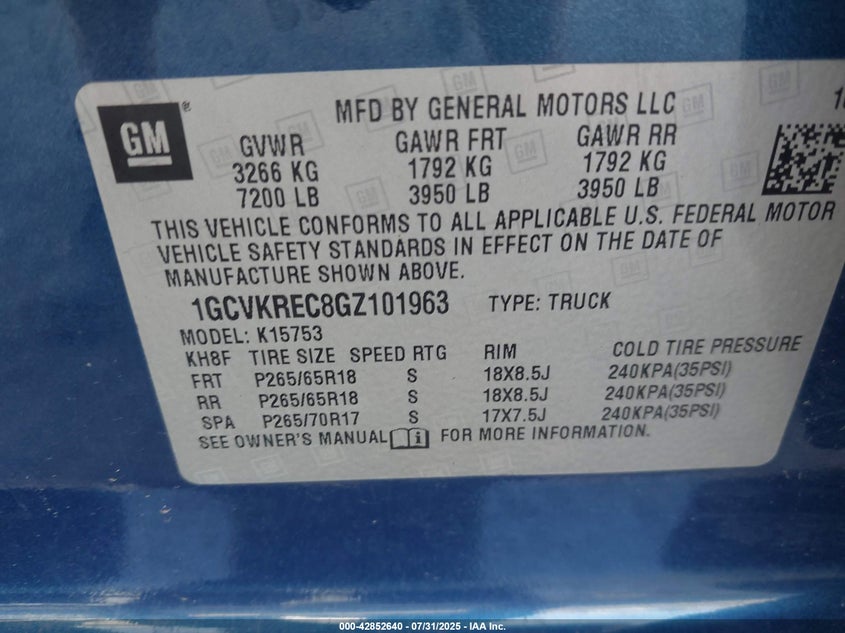 GM
®
MFD BY GENERAL MOTORS LLC
GVWR GAWR FRT GAWR RR
3266 KG 1792 KG 1792 KG
7200 LB 3950 LB 3950 LB
THIS VEHICLE CONFORMS TO ALL APPLICABLE U.S. FEDERAL MOTOR
VEHICLE SAFETY STANDARDS IN EFFECT ON THE DATE OF
MANUFACTURE SHOWN ABOVE.
1GCVKREC8GZ101963 TYPE: TRUCK
MODEL: K15753
KH8F TIRE SIZE SPEED RTG RIM COLD TIRE PRESSURE
FRT P265/65R18 S 18X8.5J 240KPA(35PSI)
RR P265/65R18 S 18X8.5J 240KPA(35PSI)
SPA P265/70R17 S 17X7.5J 240KPA(35PSI)
SEE OWNER'S MANUAL FOR MORE INFORMATION.
000-42852640 - 07/31/2025 - IAA Inc.